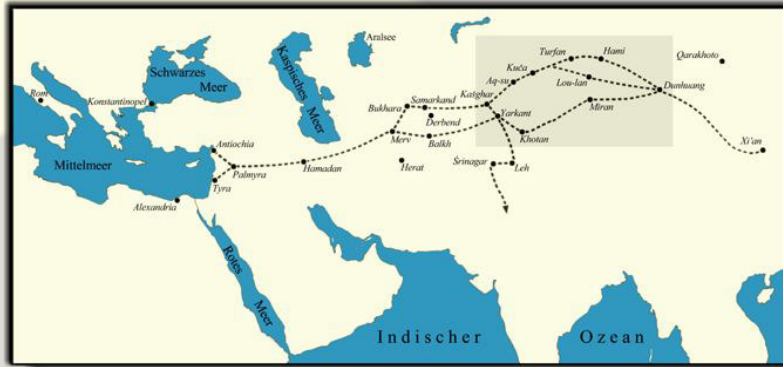 Aralsee
Turfan
Hami
Qarakhoto
Schwarzes
Meer
Kaspisches
Meer
Kuča
Aq-su
Lou-lan
Dunhuang
Rom
Konstantinopel
Bukhara
Samarkand
Kašghar
Derbend
Yarkant
Miran
Merv
Balkh
Khotan
Xi'an
Antiochia
Mittelmeer
Palmyra
Hamadan
Herat
Śrinagar
Leh
Tyra
Alexandria
Rotes
Meer
Indischer
Ozean